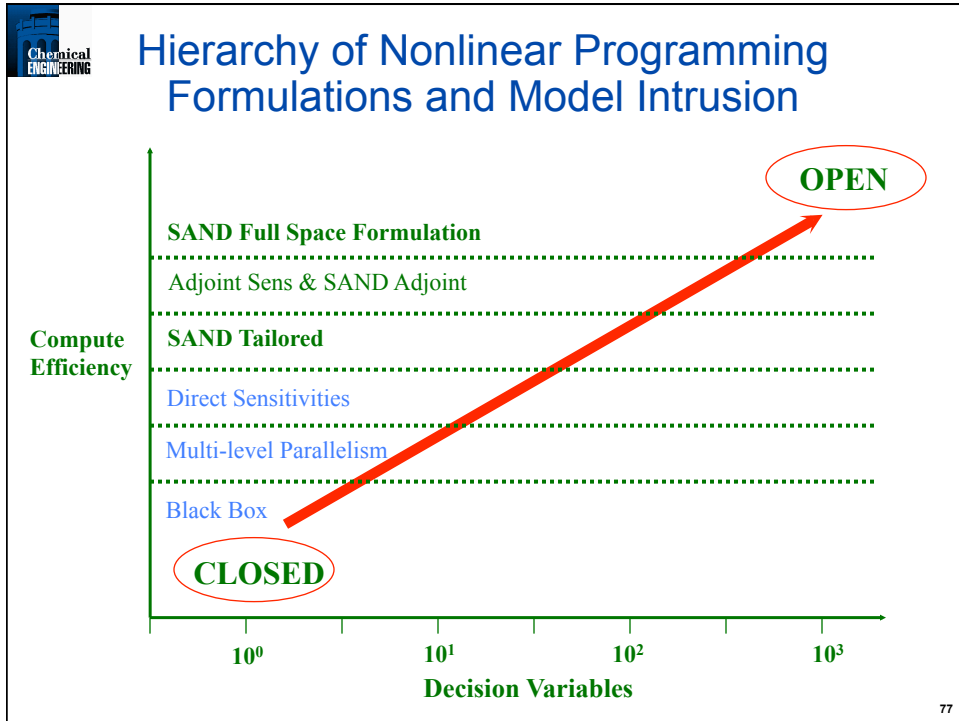 Chemical
ENGINEERING
Hierarchy of Nonlinear Programming
Formulations and Model Intrusion
OPEN
SAND Full Space Formulation
Adjoint Sens & SAND Adjoint
Compute
Efficiency
SAND Tailored
Direct Sensitivities
Multi-level Parallelism
Black Box
CLOSED
10⁰ 10¹ 10² 10³
Decision Variables
77